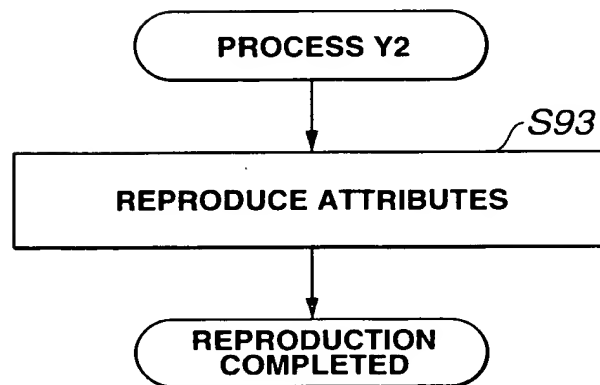 PROCESS Y2
S93
REPRODUCE ATTRIBUTES
REPRODUCTION
COMPLETED